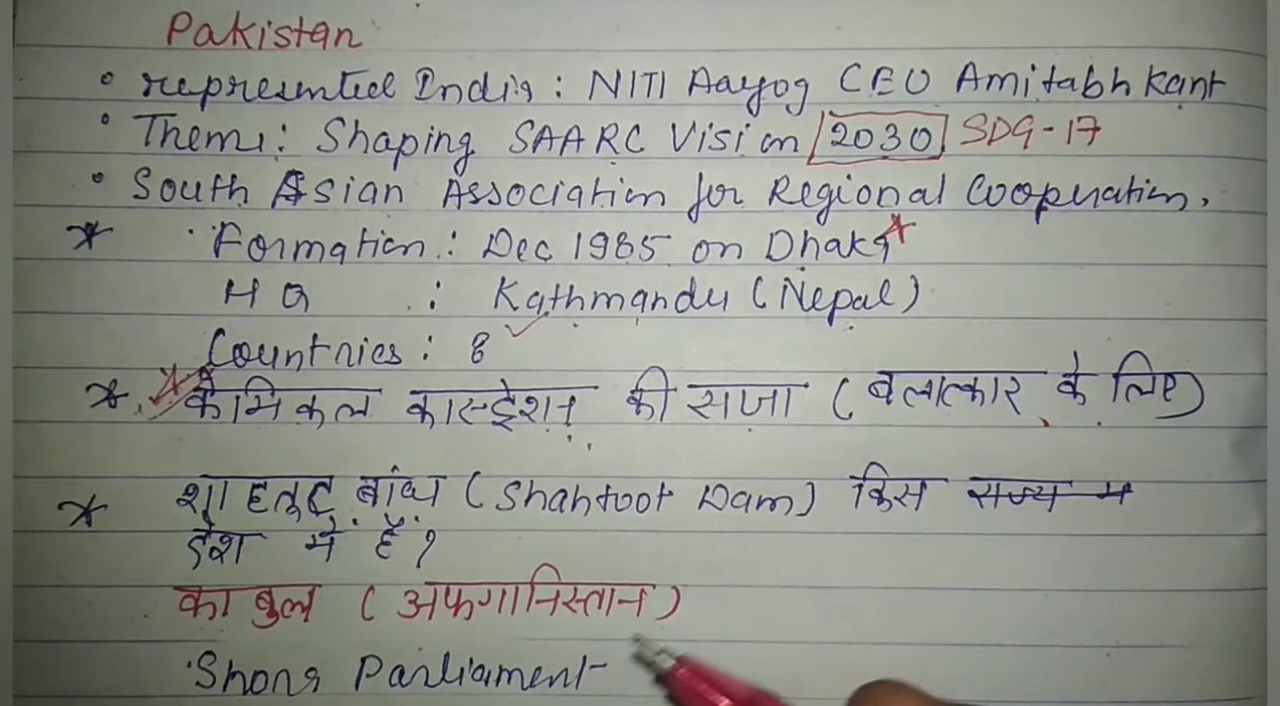 Pakistan
• represented India : NITI Aayog CEO Amitabh Kant
• Theme : Shaping SAARC Vision 2030 SDG-17
• South Asian Association for Regional Cooperation.
* Formation : Dec 1985 on Dhaka
HQ : Kathmandu (Nepal)
Countries : 8
* कैमिकल कास्ट्रेशन की सजा ( बलात्कार के लिए)
* शाहतूट बांध (Shahtoot Dam) किस राज्य में
देश में है ?
काबुल ( अफगानिस्तान )
Parliament